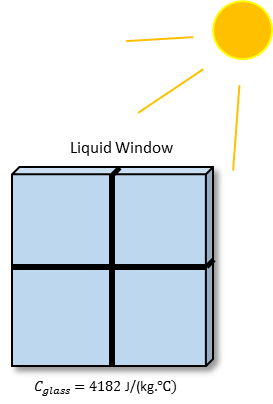 Liquid Window
C_glass = 4182 J/(kg.°C)